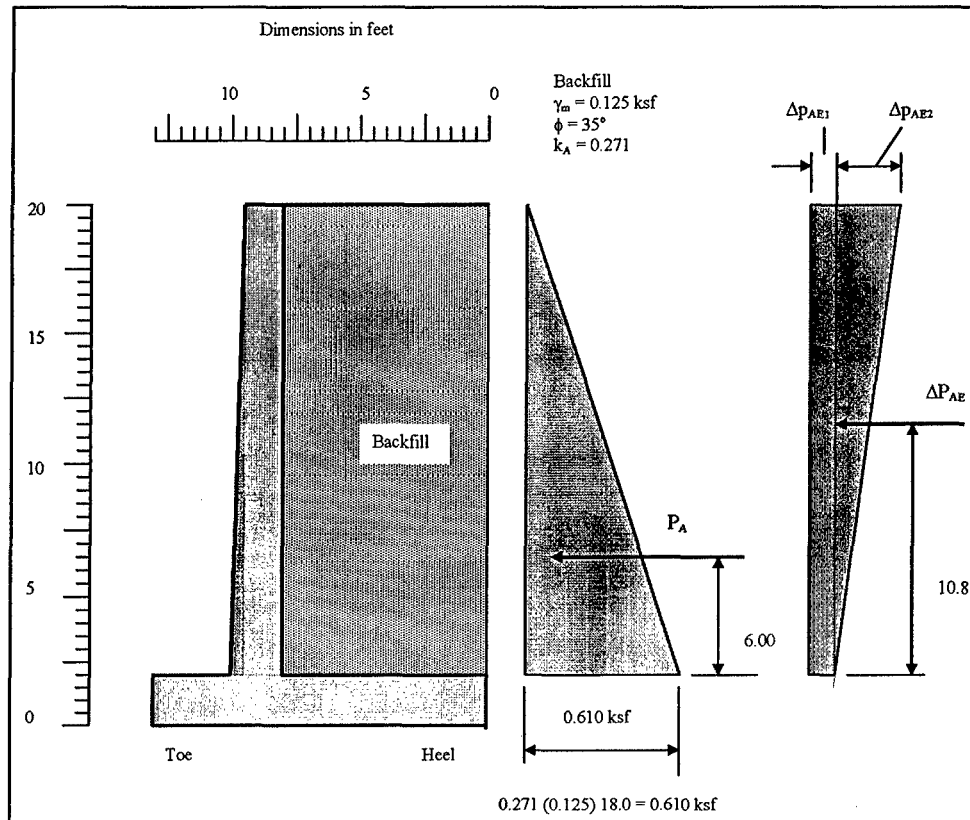 Dimensions in feet
10
5
0
Backfill
γm = 0.125 ksf
ϕ = 35°
kA = 0.271
ΔpAE1
ΔpAE2
20
15
10
5
0
Backfill
PA
6.00
ΔPAE
10.8
0.610 ksf
Toe
Heel
0.271 (0.125) 18.0 = 0.610 ksf